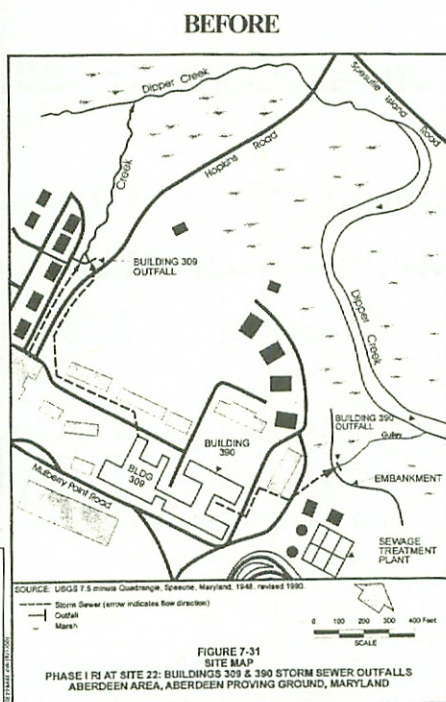 BEFORE
Dipper Creek
Spesutie Island Road
Creek
Hopkins Road
BUILDING 309
OUTFALL
Dipper Creek
BUILDING 390
OUTFALL
Gulley
BUILDING
390
BLDG
309
EMBANKMENT
Mulberry Point Road
SEWAGE
TREATMENT
PLANT
SOURCE: USGS 7.5 minute Quadrangle, Spesutie, Maryland, 1948, revised 1990.
Storm Sewer (arrow indicates flow direction)
Outfall
Marsh
0 100 200 300 400 Feet
SCALE
FIGURE 7-31
SITE MAP
PHASE I RI AT SITE 22: BUILDINGS 309 & 390 STORM SEWER OUTFALLS
ABERDEEN AREA, ABERDEEN PROVING GROUND, MARYLAND